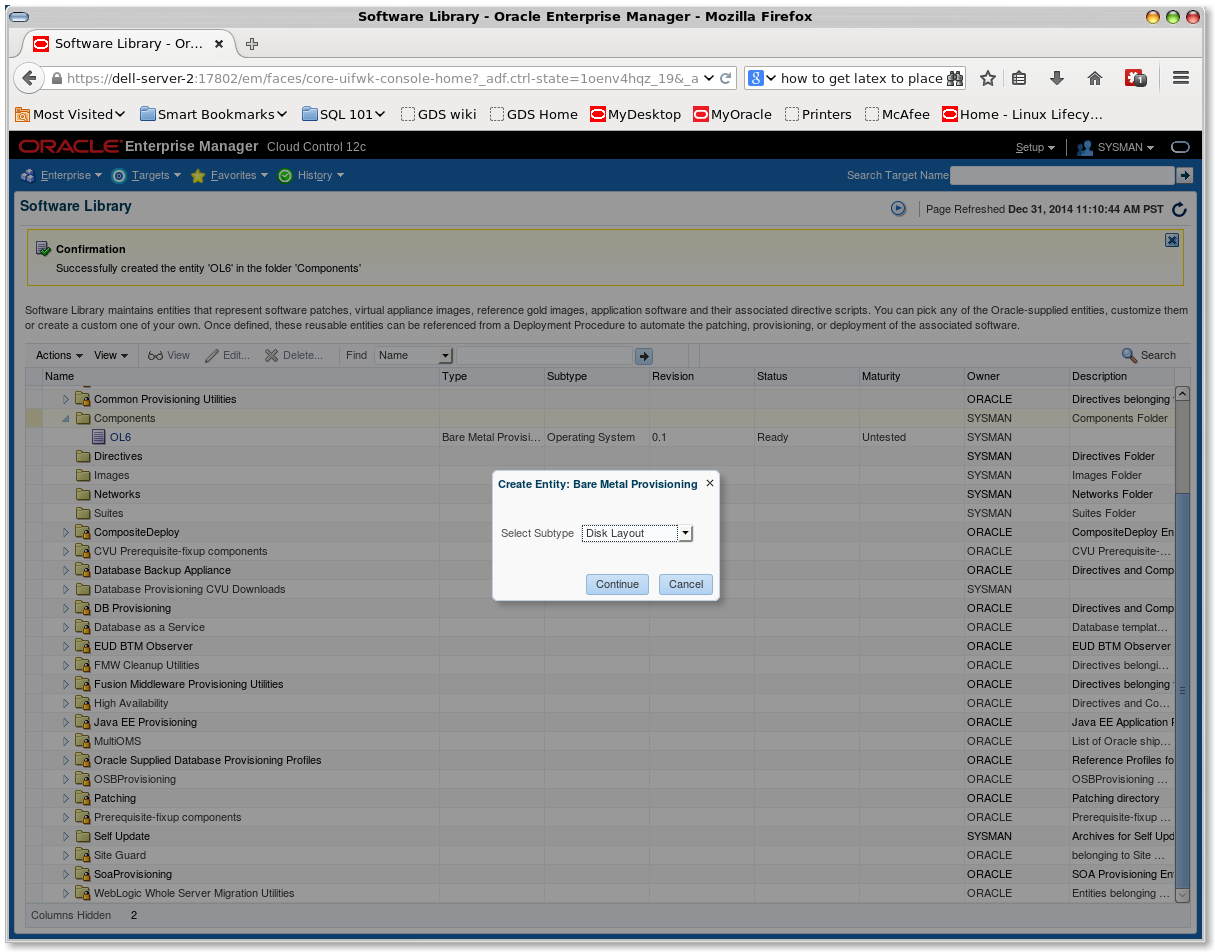 Software Library - Oracle Enterprise Manager - Mozilla Firefox
Software Library - Or...
https://dell-server-2:17802/em/faces/core-uifwk-console-home?_adf.ctrl-state=1oenv4hqz_19&_a how to get latex to place
Most Visited Smart Bookmarks SQL 101 GDS wiki GDS Home MyDesktop MyOracle Printers McAfee Home - Linux Lifecy...
ORACLE Enterprise Manager Cloud Control 12c Setup SYSMAN
Enterprise Targets Favorites History Search Target Name
Software Library Page Refreshed Dec 31, 2014 11:10:44 AM PST
Confirmation
Successfully created the entity 'OL6' in the folder 'Components'
Software Library maintains entities that represent software patches, virtual appliance images, reference gold images, application software and their associated directive scripts. You can pick any of the Oracle-supplied entities, customize them
or create a custom one of your own. Once defined, these reusable entities can be referenced from a Deployment Procedure to automate the patching, provisioning, or deployment of the associated software.
Actions View View Edit... Delete... Find Name Search
Name Type Subtype Revision Status Maturity Owner Description
Common Provisioning Utilities ORACLE Directives belonging
Components SYSMAN Components Folder
OL6 Bare Metal Provisi... Operating System 0.1 Ready Untested SYSMAN
Directives SYSMAN Directives Folder
Images SYSMAN Images Folder
Networks SYSMAN Networks Folder
Suites SYSMAN Suites Folder
CompositeDeploy ORACLE CompositeDeploy En
CVU Prerequisite-fixup components ORACLE CVU Prerequisite-...
Database Backup Appliance ORACLE Directives and Comp
Database Provisioning CVU Downloads SYSMAN
DB Provisioning ORACLE Directives and Comp
Database as a Service ORACLE Database templat...
EUD BTM Observer ORACLE EUD BTM Observer
FMW Cleanup Utilities ORACLE Directives belongi...
Fusion Middleware Provisioning Utilities ORACLE Directives belonging
High Availability ORACLE Directives and Co...
Java EE Provisioning ORACLE Java EE Application
MultiOMS ORACLE List of Oracle ship...
Oracle Supplied Database Provisioning Profiles ORACLE Reference Profiles fo
OSBProvisioning ORACLE OSBProvisioning ...
Patching ORACLE Patching directory
Prerequisite-fixup components ORACLE Prerequisite-fixup ...
Self Update SYSMAN Archives for Self Upd
Site Guard ORACLE belonging to Site ...
SoaProvisioning ORACLE SOA Provisioning En
WebLogic Whole Server Migration Utilities ORACLE Entities belonging ...
Columns Hidden 2
Create Entity: Bare Metal Provisioning
Select Subtype Disk Layout
Continue Cancel